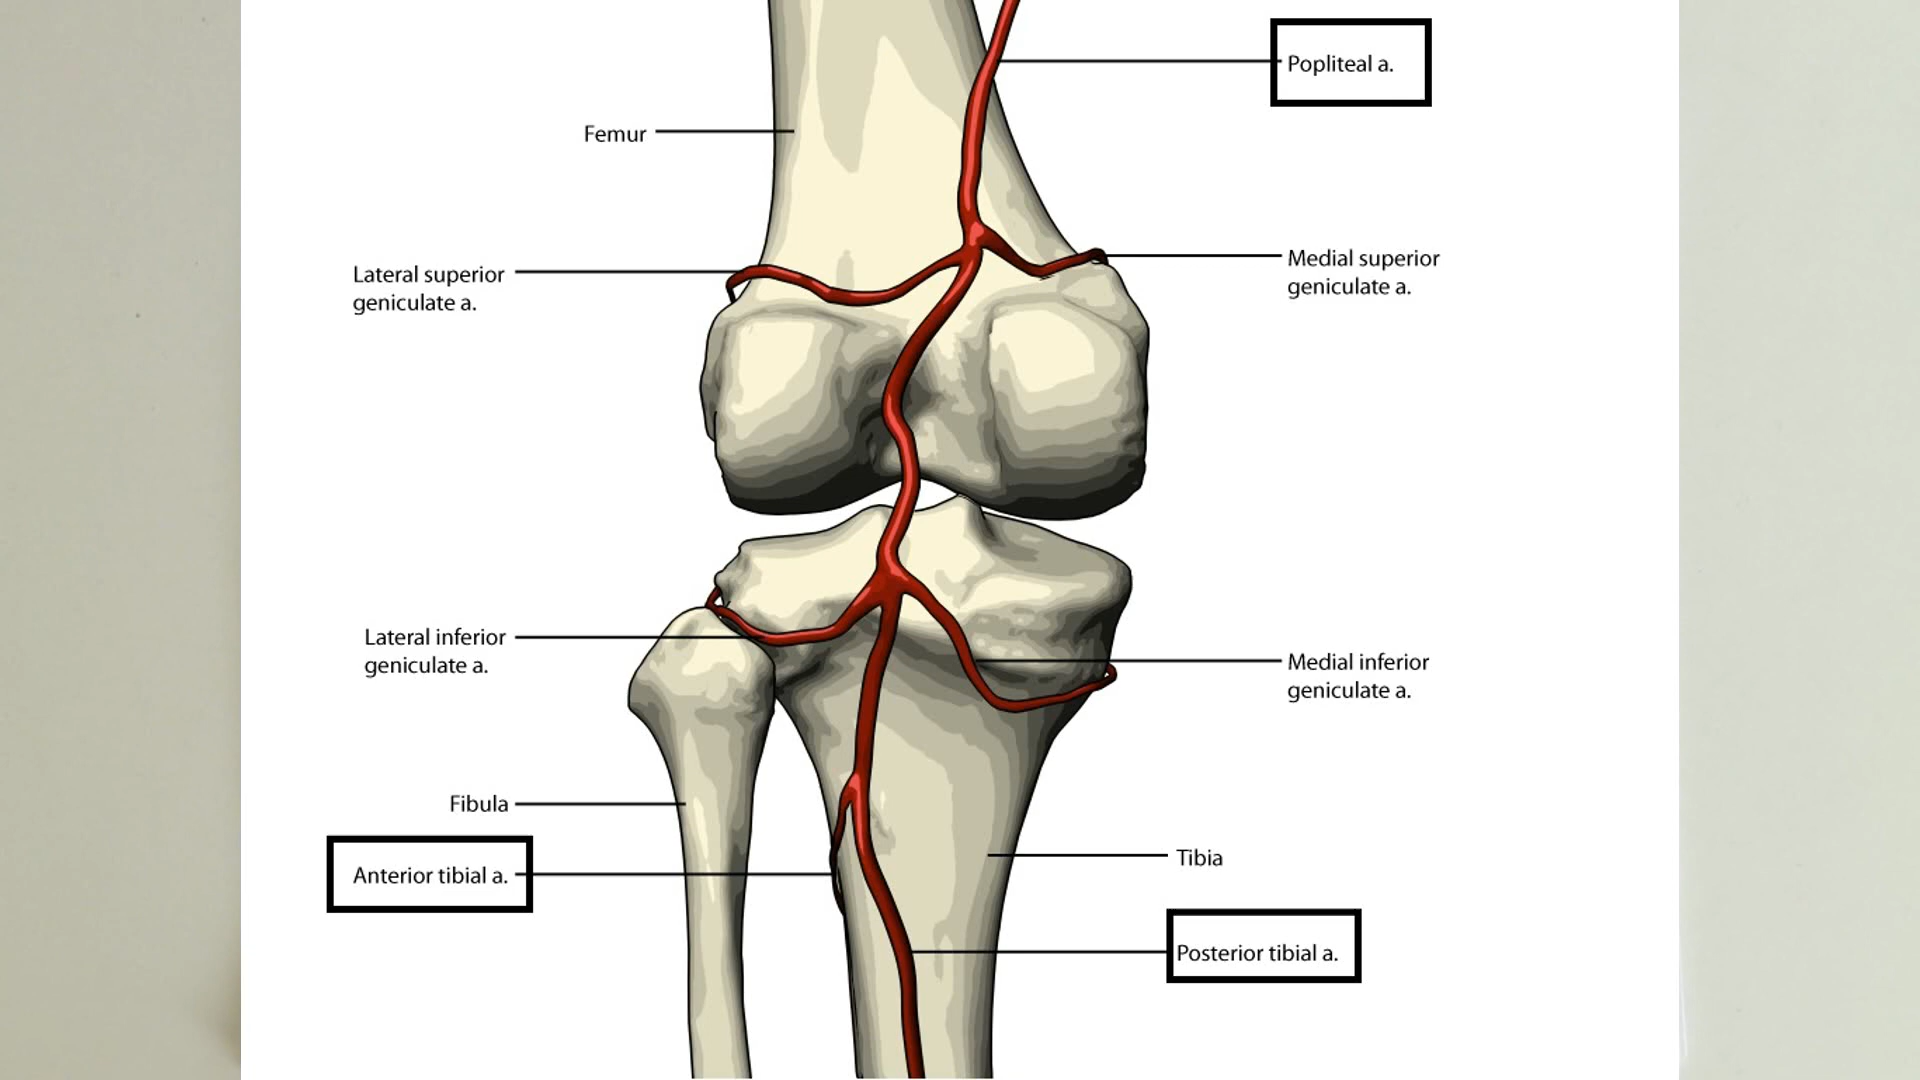 Popliteal a.
Femur
Lateral superior
geniculate a.
Medial superior
geniculate a.
Lateral inferior
geniculate a.
Medial inferior
geniculate a.
Fibula
Anterior tibial a.
Tibia
Posterior tibial a.